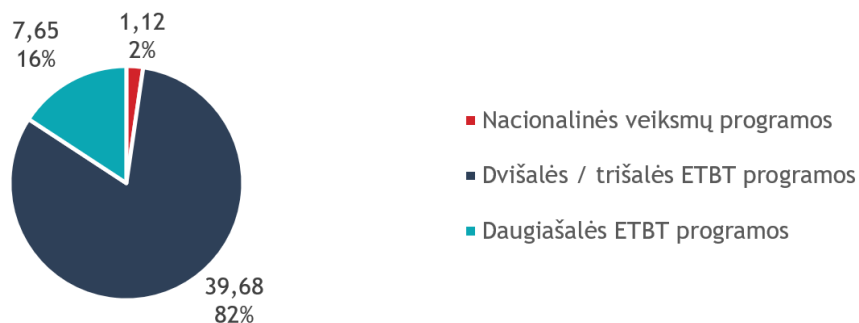 7,65
16%
1,12
2%
39,68
82%
Nacionalinės veiksmų programos
Dvišalės / trišalės ETBT programos
Daugiašalės ETBT programos